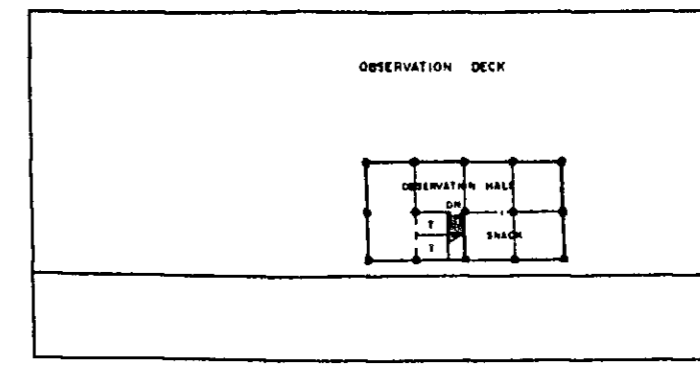 OBSERVATION DECK
OBSERVATION HALL
DN
T
SNACK
T